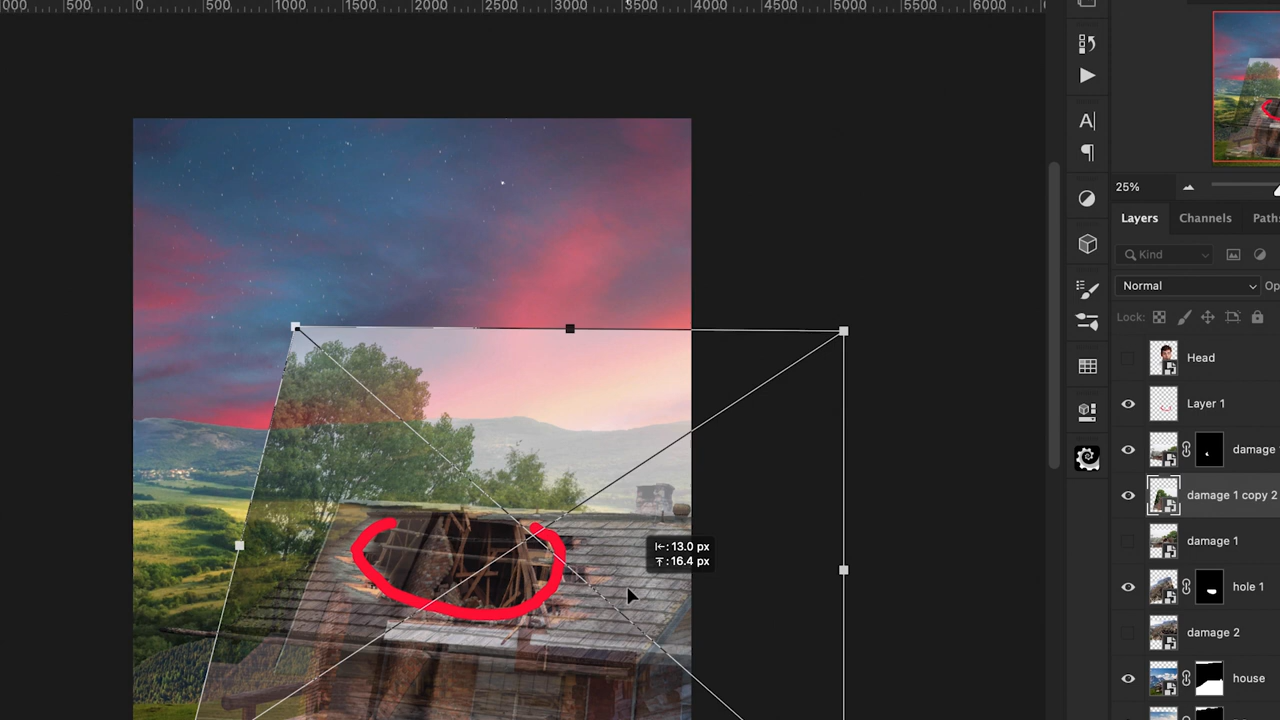 000 500 0 500 1000 1500 2000 2500 3000 3500 4000 4500 5000 5500 6000
25%
Layers Channels Path
Kind
Normal Op
Lock:
Head
Layer 1
damage
damage 1 copy 2
damage 1
hole 1
damage 2
house
: 13.0 px
: 16.4 px